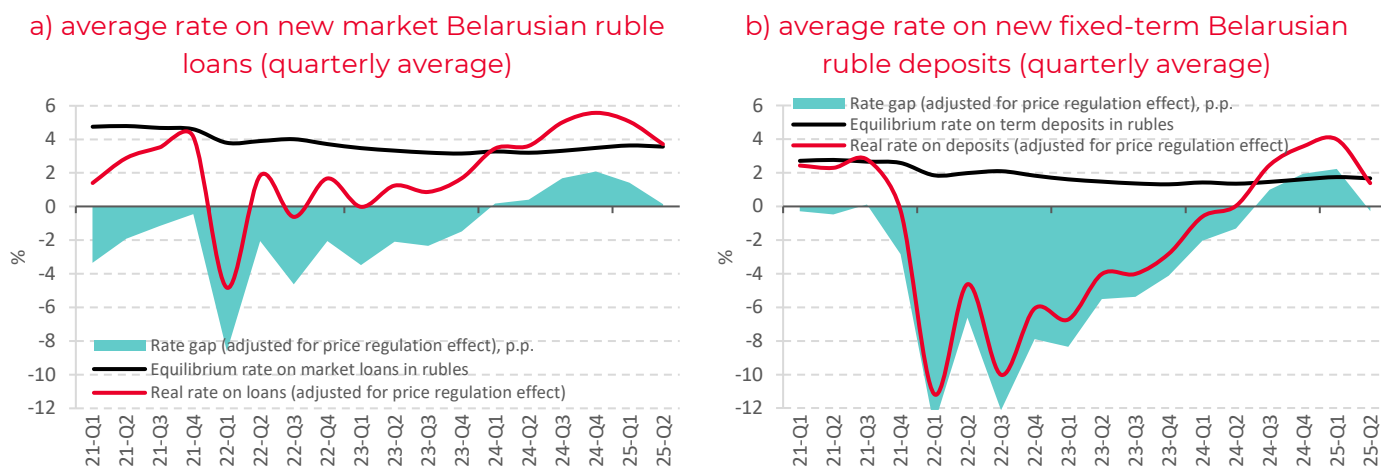 a) average rate on new market Belarusian ruble
loans (quarterly average)
6
4
2
0
-2
-4
-6
-8
-10
-12
%
Rate gap (adjusted for price regulation effect), p.p.
Equilibrium rate on market loans in rubles
Real rate on loans (adjusted for price regulation effect)
21-Q1
21-Q2
21-Q3
21-Q4
22-Q1
22-Q2
22-Q3
22-Q4
23-Q1
23-Q2
23-Q3
23-Q4
24-Q1
24-Q2
24-Q3
24-Q4
25-Q1
25-Q2
b) average rate on new fixed-term Belarusian
ruble deposits (quarterly average)
6
4
2
0
-2
-4
-6
-8
-10
-12
%
Rate gap (adjusted for price regulation effect), p.p.
Equilibrium rate on term deposits in rubles
Real rate on deposits (adjusted for price regulation effect)
21-Q1
21-Q2
21-Q3
21-Q4
22-Q1
22-Q2
22-Q3
22-Q4
23-Q1
23-Q2
23-Q3
23-Q4
24-Q1
24-Q2
24-Q3
24-Q4
25-Q1
25-Q2